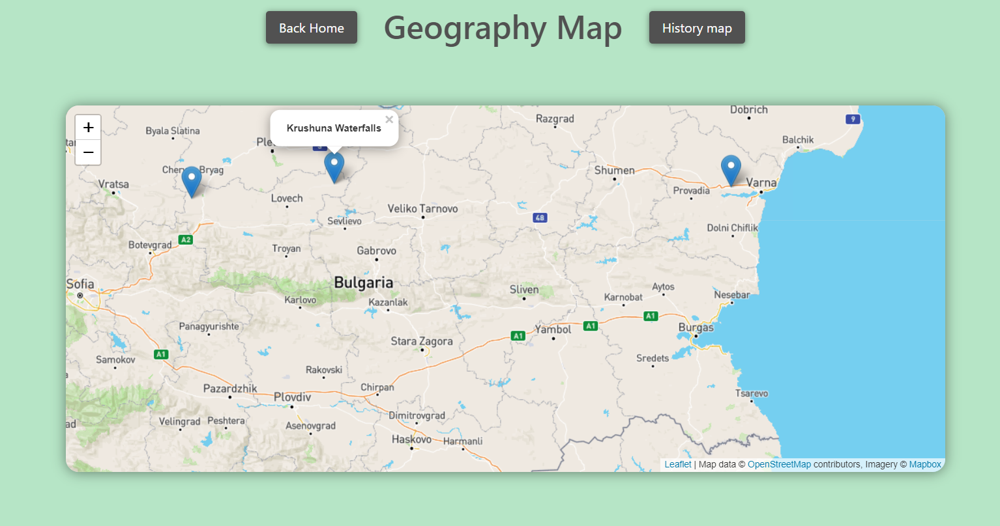 Back Home
Geography Map
History map
+
−
Krushuna Waterfalls
×
Dobrich
Razgrad
9
Byala Slatina
Balchik
Shumen
Vratsa
Varna
Provadia
Lovech
Veliko Tarnovo
48
Sevlievo
Dolni Chiflik
A2
Botevgrad
Troyan
Gabrovo
Sofia
Bulgaria
Sliven
Aytos
Karlovo
Kazanlak
Karnobat
Nesebar
A1
Panagyurishte
A1
Yambol
Burgas
A1
Stara Zagora
A1
Samokov
Sredets
Rakovski
Pazardzhik
Plovdiv
Chirpan
Tsarevo
Dimitrovgrad
Velingrad
Peshtera
Asenovgrad
Haskovo
Harmanli
Leaflet | Map data © OpenStreetMap contributors, Imagery © Mapbox